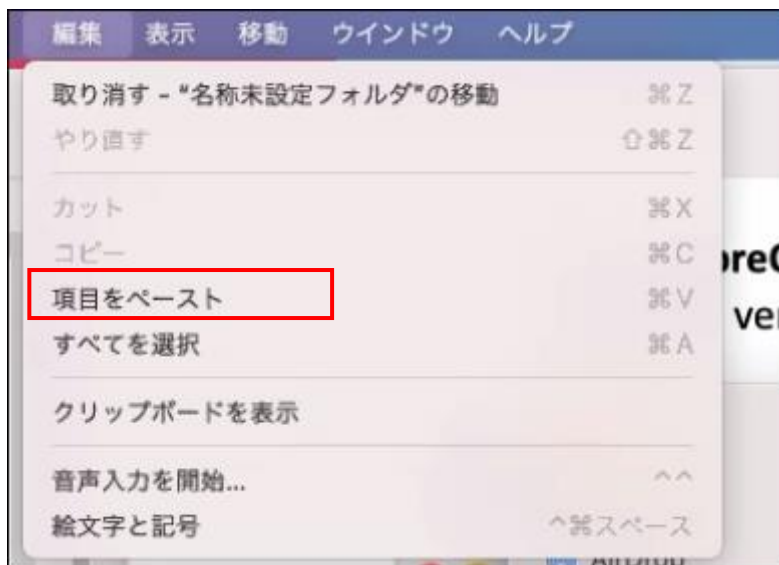 編集 表示 移動 ウインドウ ヘルプ
取り消す - "名称未設定フォルダ"の移動 ⌘Z
やり直す ⇧⌘Z
カット ⌘X
コピー ⌘C
項目をペースト ⌘V
すべてを選択 ⌘A
クリップボードを表示
音声入力を開始... ^^
絵文字と記号 ^⌘スペース
AirDrop